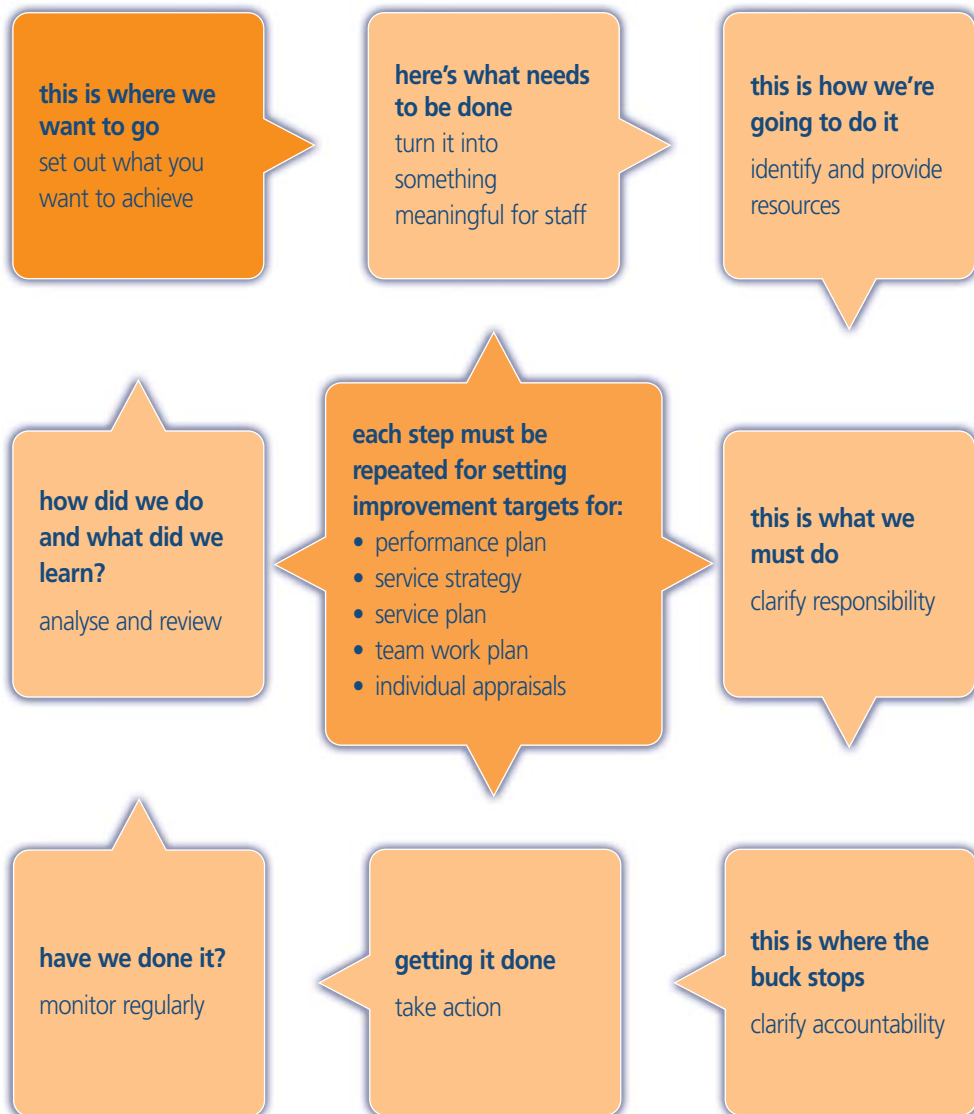 this is where we
want to go
set out what you
want to achieve
here's what needs
to be done
turn it into
something
meaningful for staff
this is how we're
going to do it
identify and provide
resources
how did we do
and what did we
learn?
analyse and review
each step must be
repeated for setting
improvement targets for:
• performance plan
• service strategy
• service plan
• team work plan
• individual appraisals
this is what we
must do
clarify responsibility
have we done it?
monitor regularly
getting it done
take action
this is where the
buck stops
clarify accountability